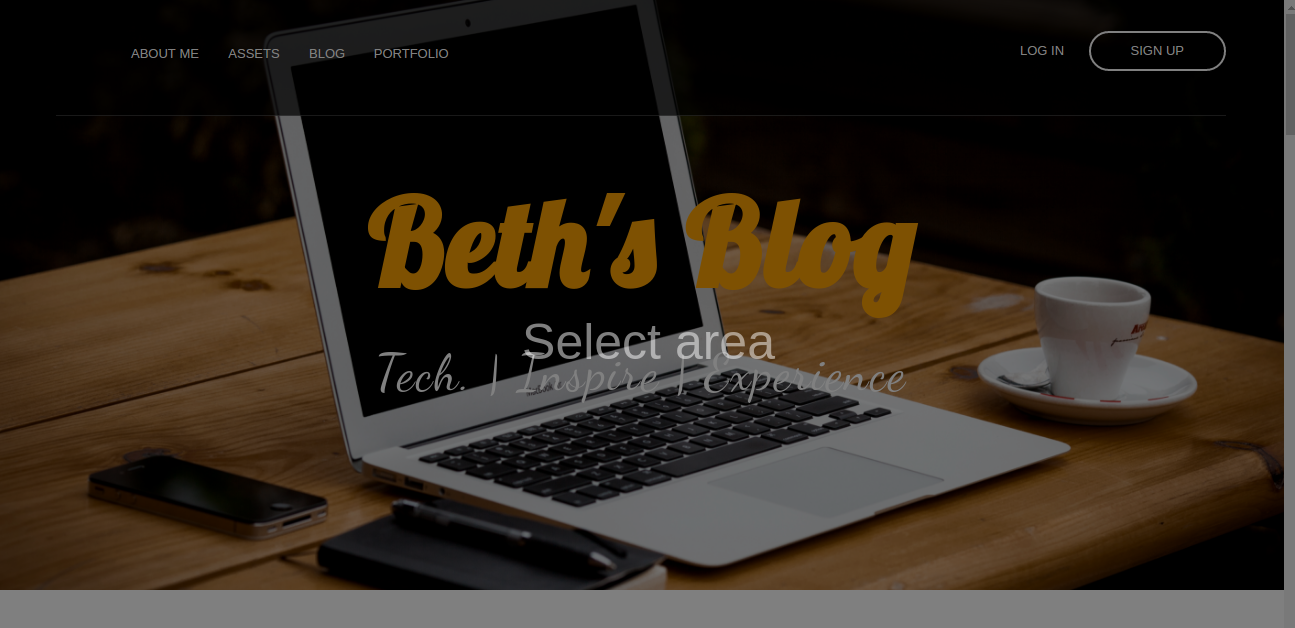 ABOUT ME ASSETS BLOG PORTFOLIO LOG IN SIGN UP
Beth's Blog
Select area
Tech. | Inspire | Experience